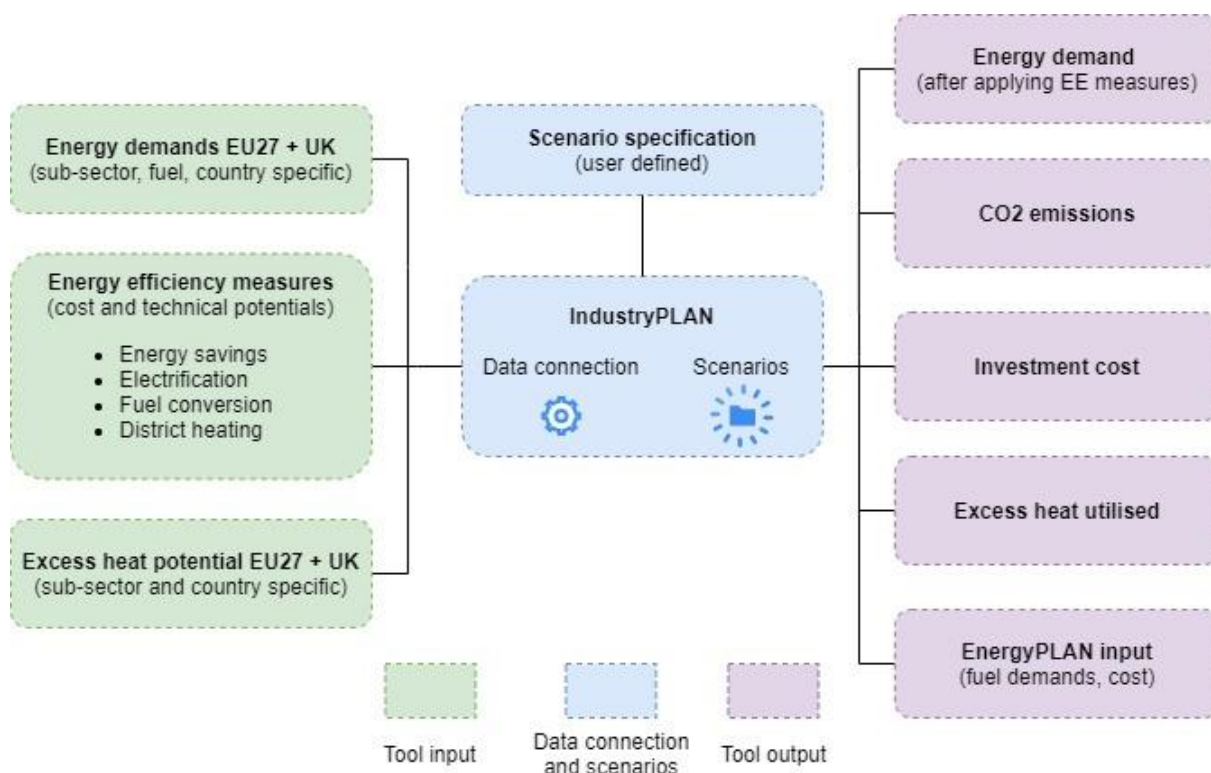 Energy demands EU27 + UK
(sub-sector, fuel, country specific)
Energy efficiency measures
(cost and technical potentials)
• Energy savings
• Electrification
• Fuel conversion
• District heating
Excess heat potential EU27 + UK
(sub-sector and country specific)
Scenario specification
(user defined)
IndustryPLAN
Data connection
Scenarios
Energy demand
(after applying EE measures)
CO2 emissions
Investment cost
Excess heat utilised
EnergyPLAN input
(fuel demands, cost)
Tool input
Data connection
and scenarios
Tool output